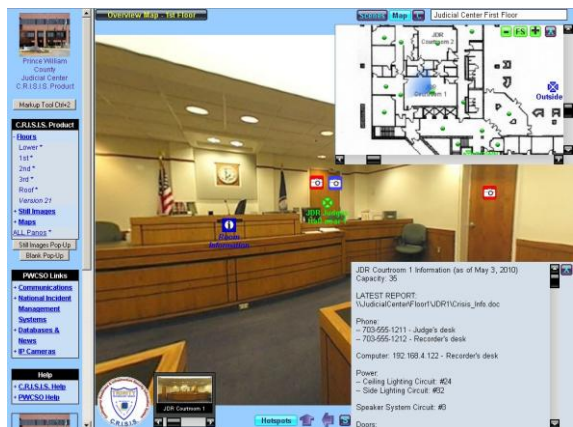 Overview Map - 1st Floor
Scenes
Map
Judicial Center First Floor
Prince William
County
Judicial Center
C.R.I.S.I.S. Product
Markup Tool Ctrl+2
C.R.I.S.I.S. Product
- Floors
Lower *
1st *
2nd *
3rd *
Roof *
Version 21
+ Still Images
+ Maps
ALL Panos *
Still Images Pop-Up
Blank Pop-Up
PWCSO Links
+ Communications
+ National Incident
Management
Systems
+ Databases &
News
+ IP Cameras
Help
+ C.R.I.S.I.S. Help
+ PWCSO Help
JDR
Courtroom 2
Courtroom 1
FS
Outside
JDR Judge
Room
Information
JDR Courtroom 1 Information (as of May 3, 2010)
Capacity: 35
LATEST REPORT:
\\JudicialCenter\Floor1\JDR1\Crisis_Info.doc
Phone:
-- 703-555-1211 - Judge's desk
-- 703-555-1212 - Recorder's desk
Computer: 192.168.4.122 - Recorder's desk
Power:
-- Ceiling Lighting Circuit: #24
-- Side Lighting Circuit: #32
Speaker System Circuit: #3
Doors:
C.R.I.S.I.S.
JDR Courtroom 1
Hotspots